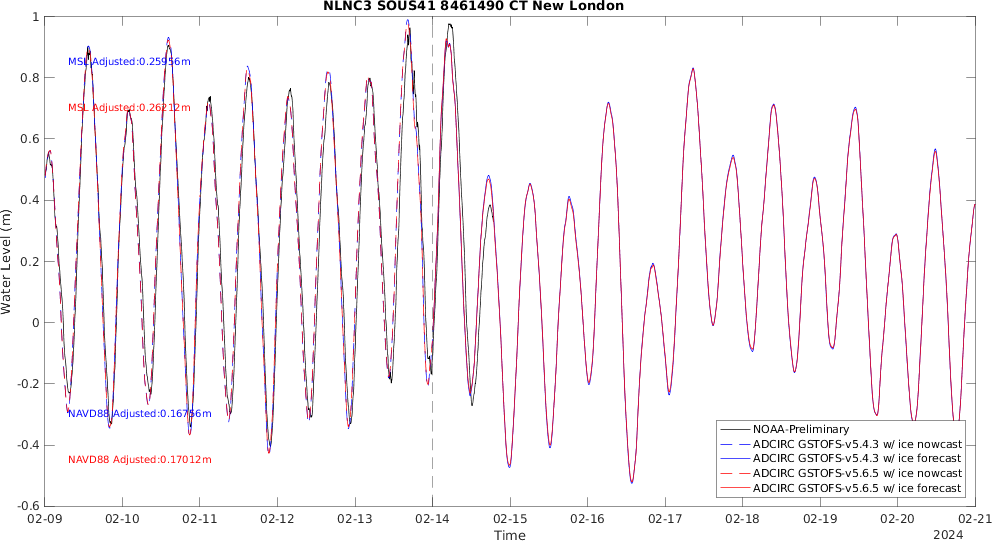 NLNC3 SOUS41 8461490 CT New London
Water Level (m)
1
0.8
0.6
0.4
0.2
0
-0.2
-0.4
-0.6
MSL Adjusted:0.25956m
MSL Adjusted:0.26212m
NAVD88 Adjusted:0.16756m
NAVD88 Adjusted:0.17012m
NOAA-Preliminary
ADCIRC GSTOFS-v5.4.3 w/ ice nowcast
ADCIRC GSTOFS-v5.4.3 w/ ice forecast
ADCIRC GSTOFS-v5.6.5 w/ ice nowcast
ADCIRC GSTOFS-v5.6.5 w/ ice forecast
02-09 02-10 02-11 02-12 02-13 02-14 02-15 02-16 02-17 02-18 02-19 02-20 02-21
Time
2024